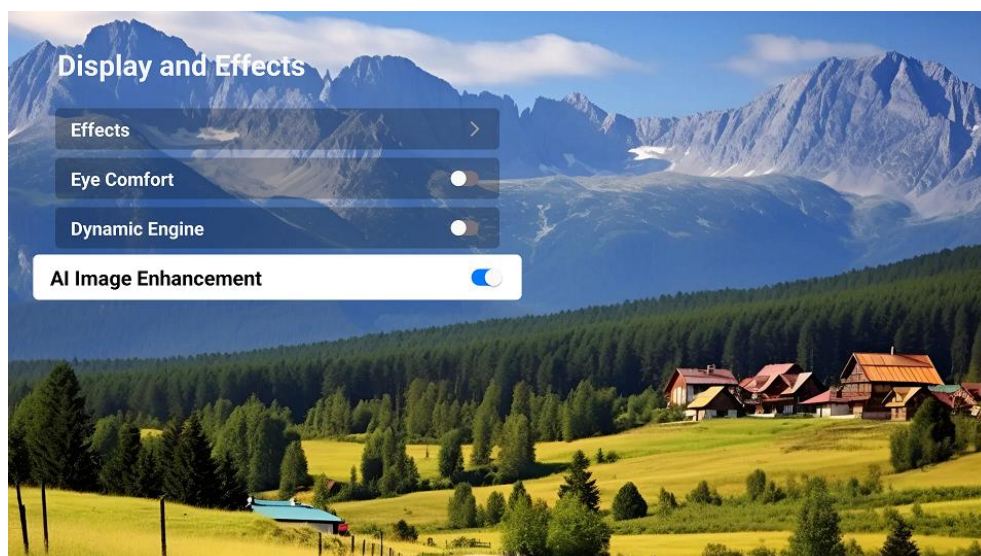 Display and Effects
Effects
Eye Comfort
Dynamic Engine
AI Image Enhancement